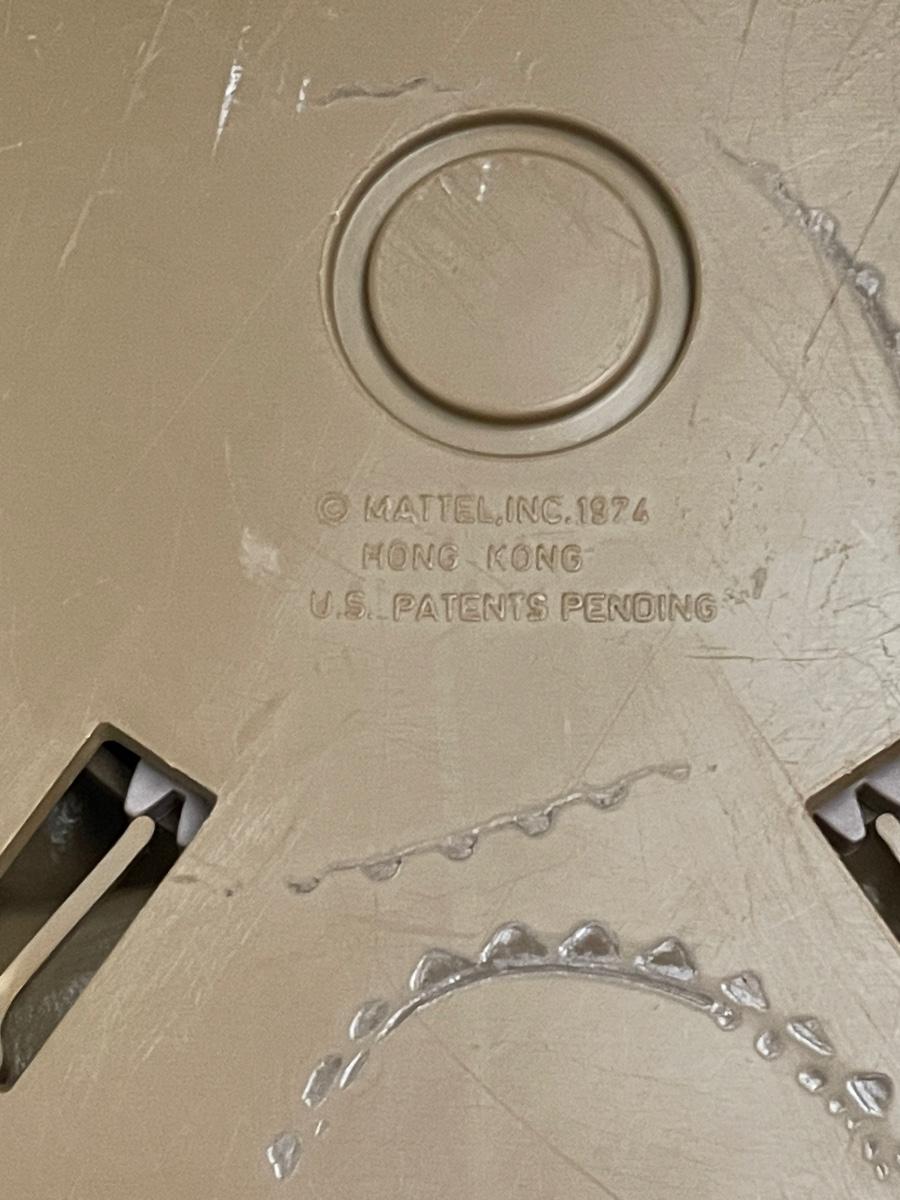 © MATTEL, INC. 1974
HONG KONG
U.S. PATENTS PENDING